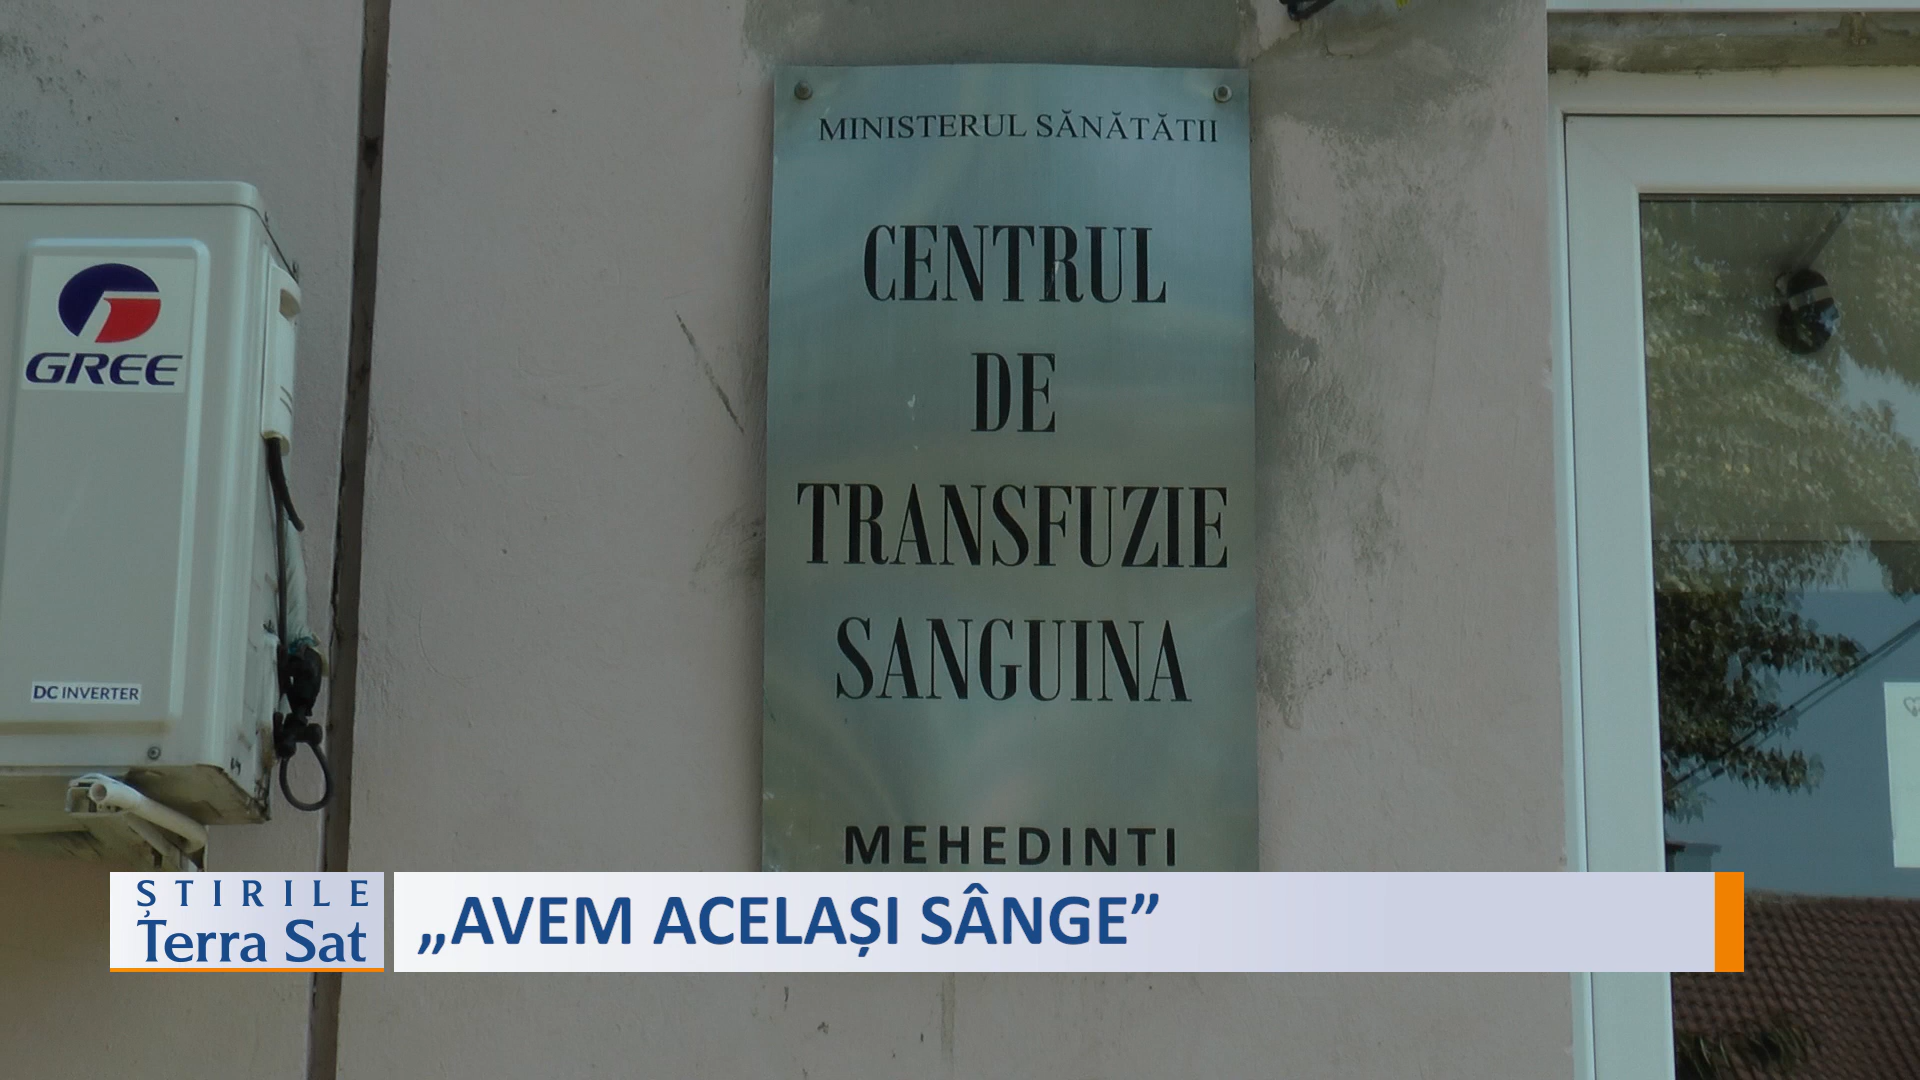 MINISTERUL SĂNĂTĂTII
CENTRUL
DE
TRANSFUZIE
SANGUINA
MEHEDINTI
GREE
DC INVERTER
ȘTIRILE
Terra Sat
„AVEM ACELAȘI SÂNGE”